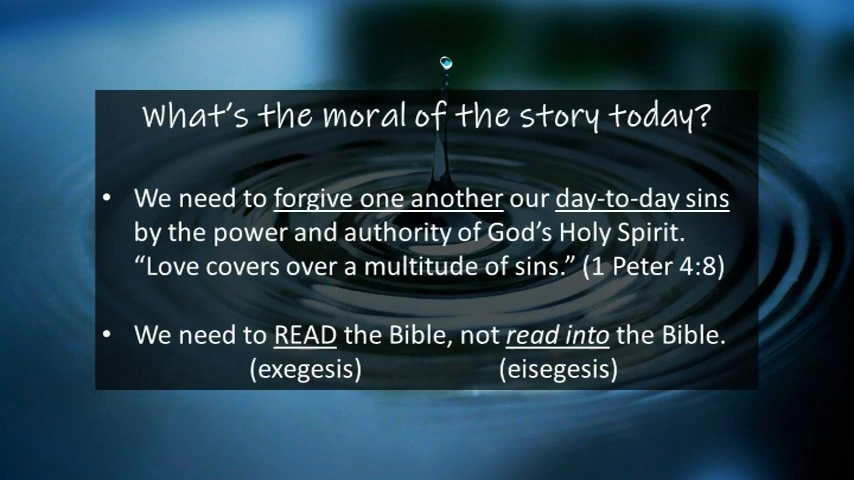 What's the moral of the story today?
• We need to forgive one another our day-to-day sins
by the power and authority of God’s Holy Spirit.
“Love covers over a multitude of sins.” (1 Peter 4:8)
• We need to READ the Bible, not read into the Bible.
(exegesis) (eisegesis)